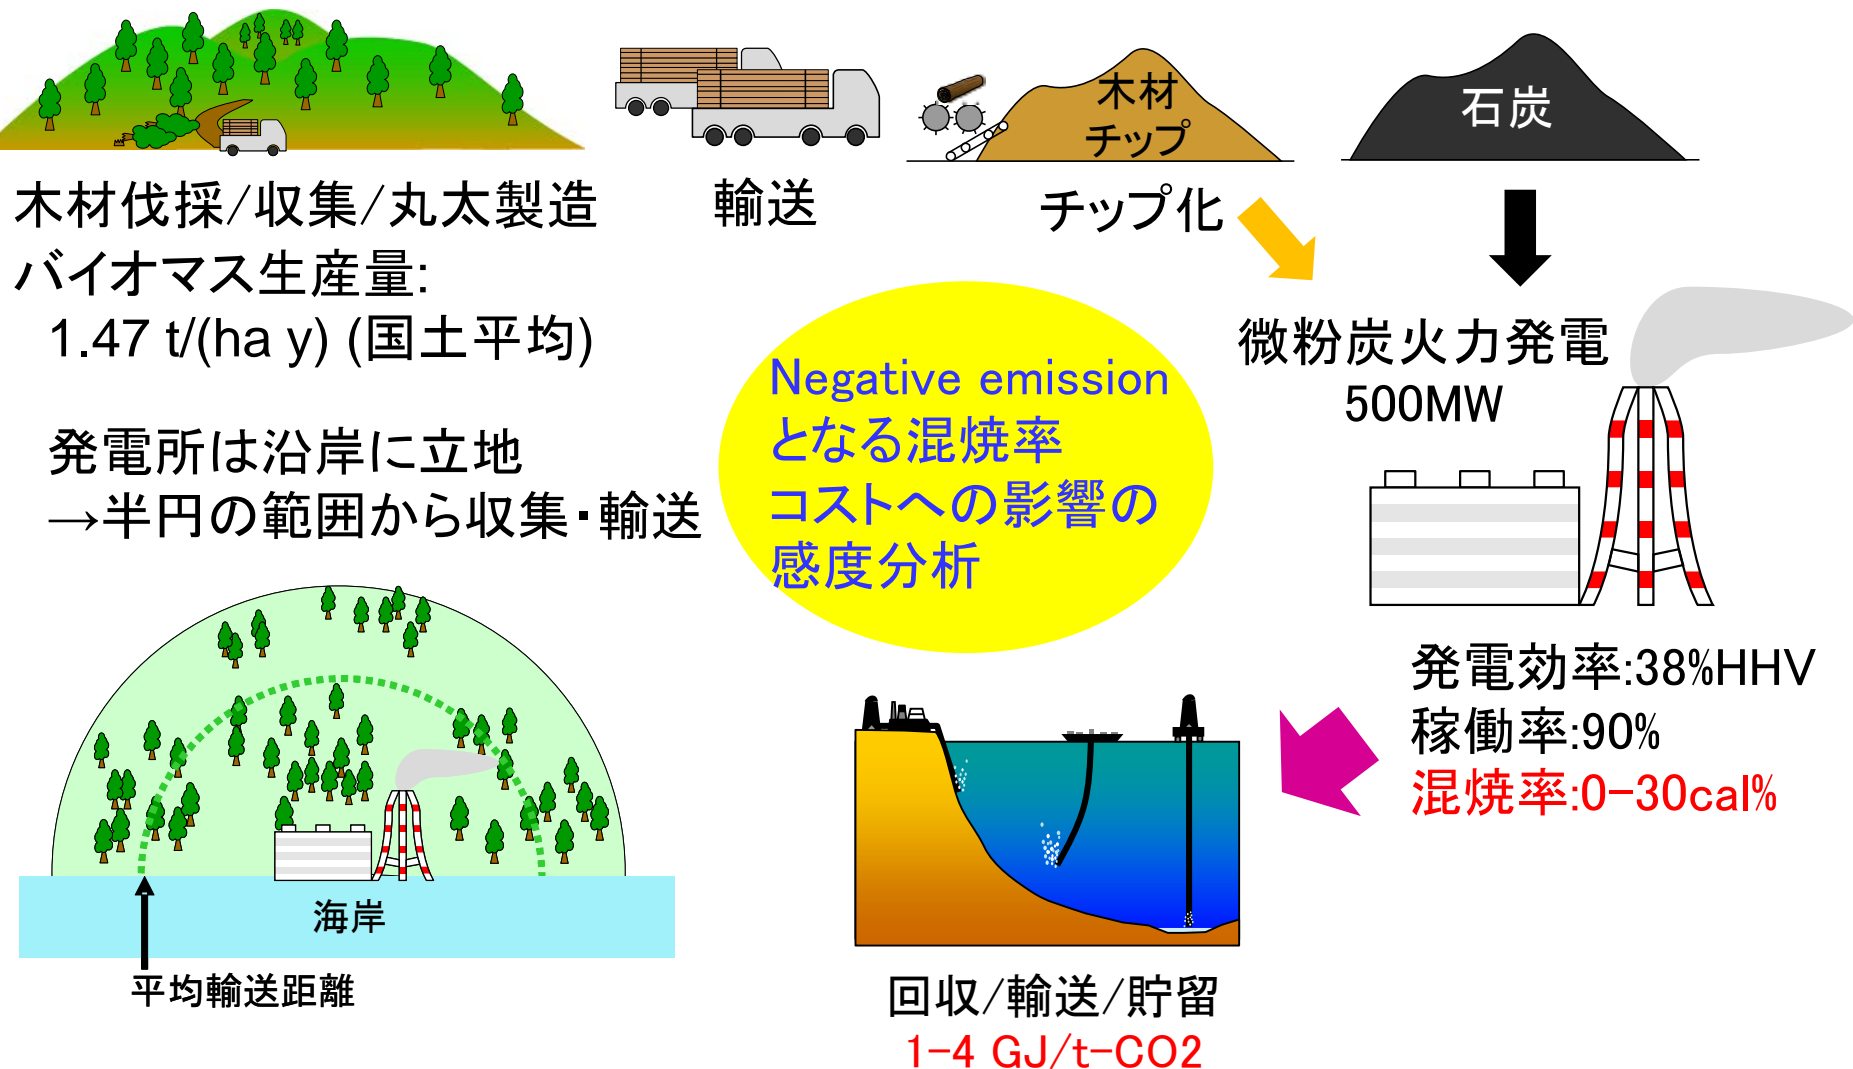 木材
チップ
石炭
木材伐採/収集/丸太製造
輸送
チップ化
バイオマス生産量:
1.47 t/(ha y) (国土平均)
発電所は沿岸に立地
→半円の範囲から収集・輸送
Negative emission
となる混焼率
コストへの影響の
感度分析
微粉炭火力発電
500MW
発電効率:38%HHV
稼働率:90%
混焼率:0-30cal%
海岸
平均輸送距離
回収/輸送/貯留
1-4 GJ/t-CO2